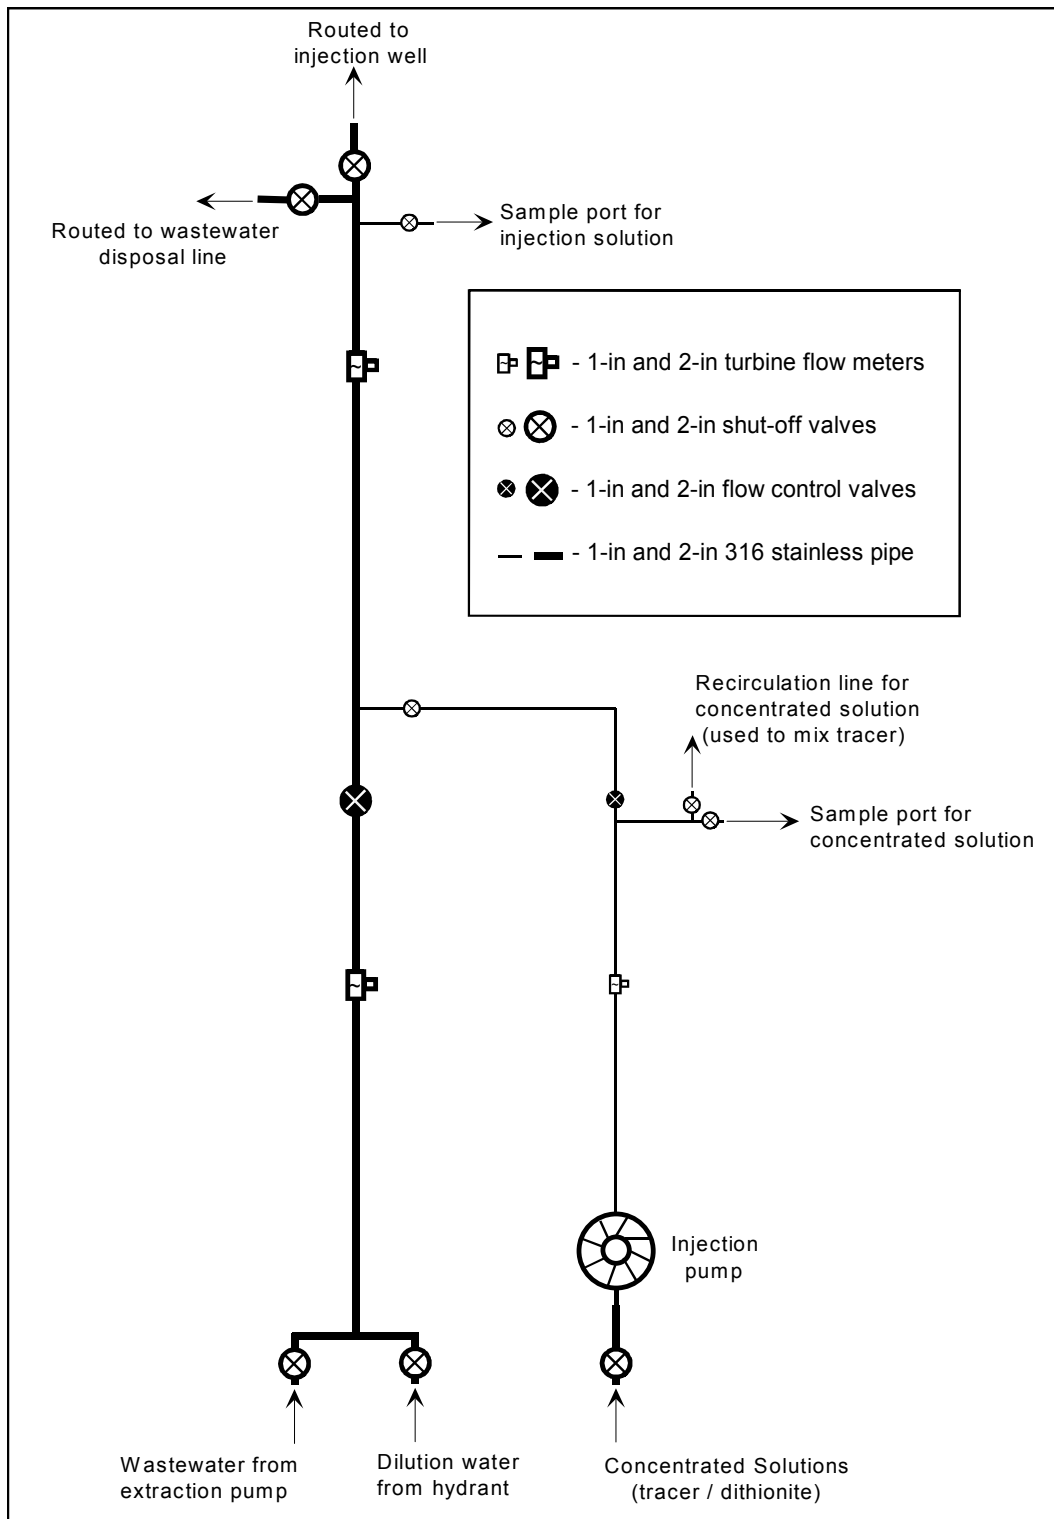 Routed to
injection well
Routed to wastewater
disposal line
Sample port for
injection solution
- 1-in and 2-in turbine flow meters
- 1-in and 2-in shut-off valves
- 1-in and 2-in flow control valves
- 1-in and 2-in 316 stainless pipe
Recirculation line for
concentrated solution
(used to mix tracer)
Sample port for
concentrated solution
Injection
pump
Wastewater from
extraction pump
Dilution water
from hydrant
Concentrated Solutions
(tracer / dithionite)